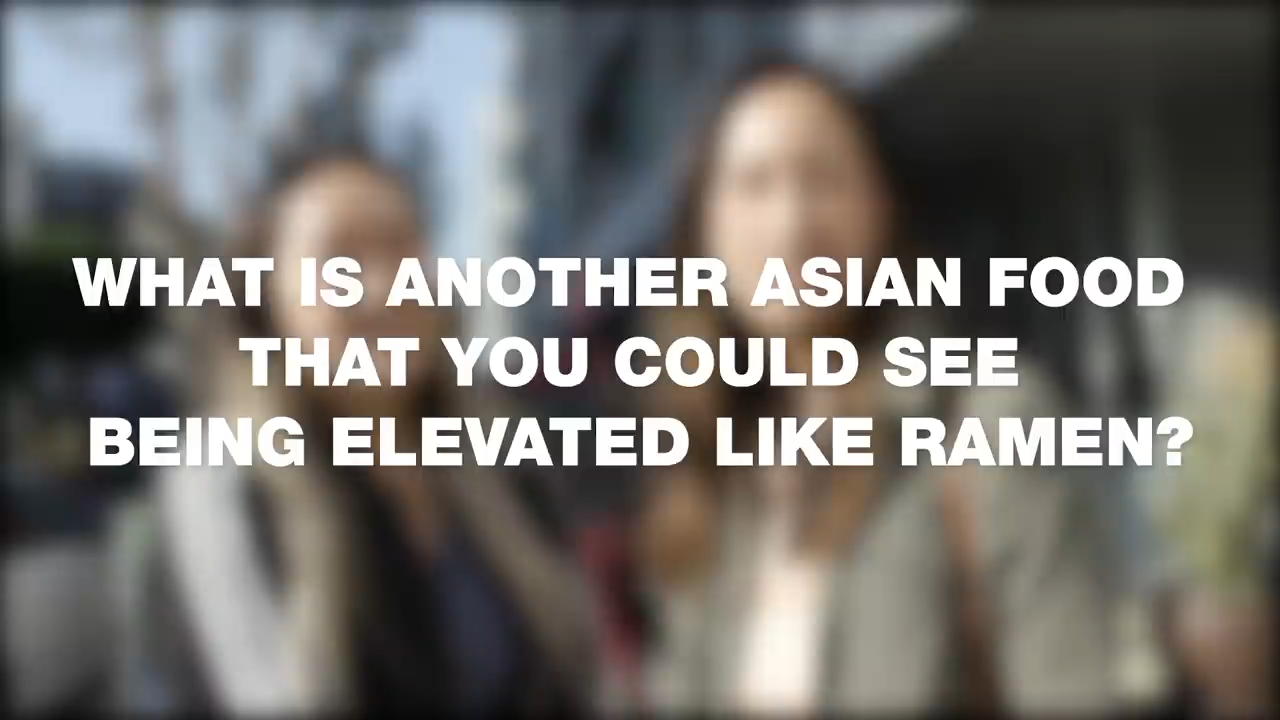 WHAT IS ANOTHER ASIAN FOOD
THAT YOU COULD SEE
BEING ELEVATED LIKE RAMEN?